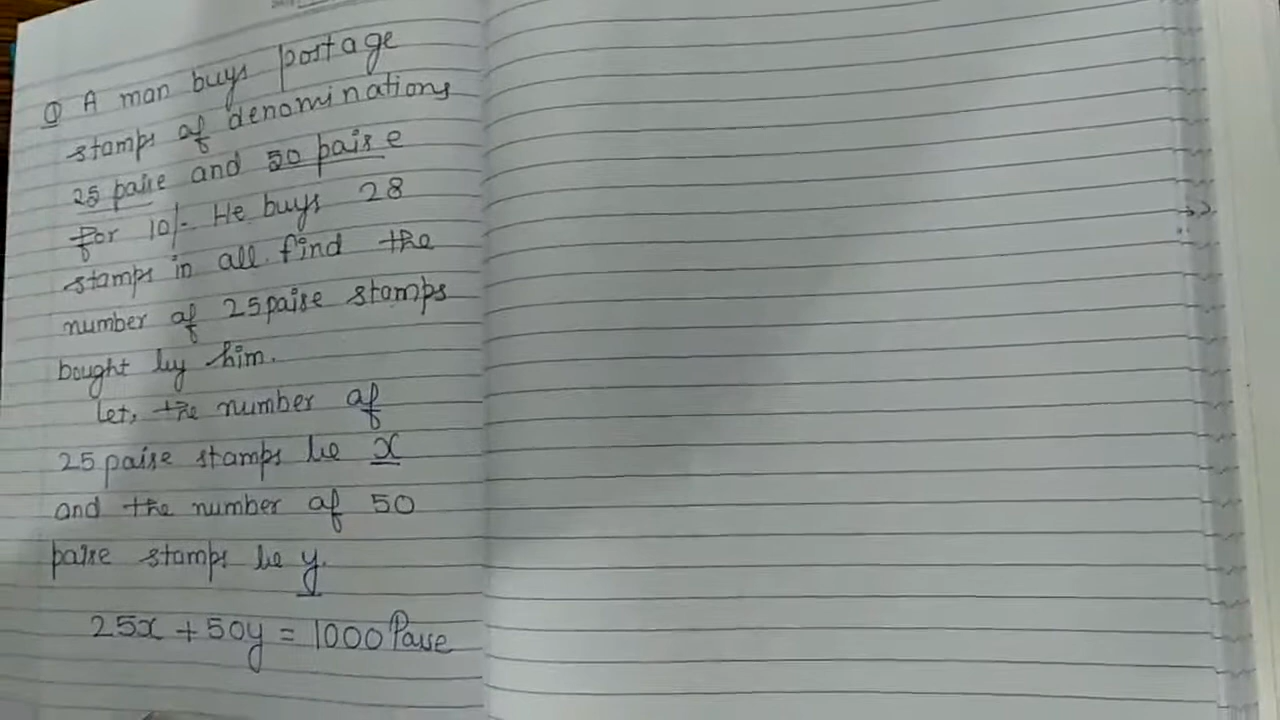 Q A man buys postage
stamps of denominations
25 paise and 50 paise
for 10/- He buys 28
stamps in all. find the
number of 25 paise stamps
bought by him.
Let, the number of
25 paise stamps be x
and the number of 50
paise stamps be y.
25x + 50y = 1000 Paise